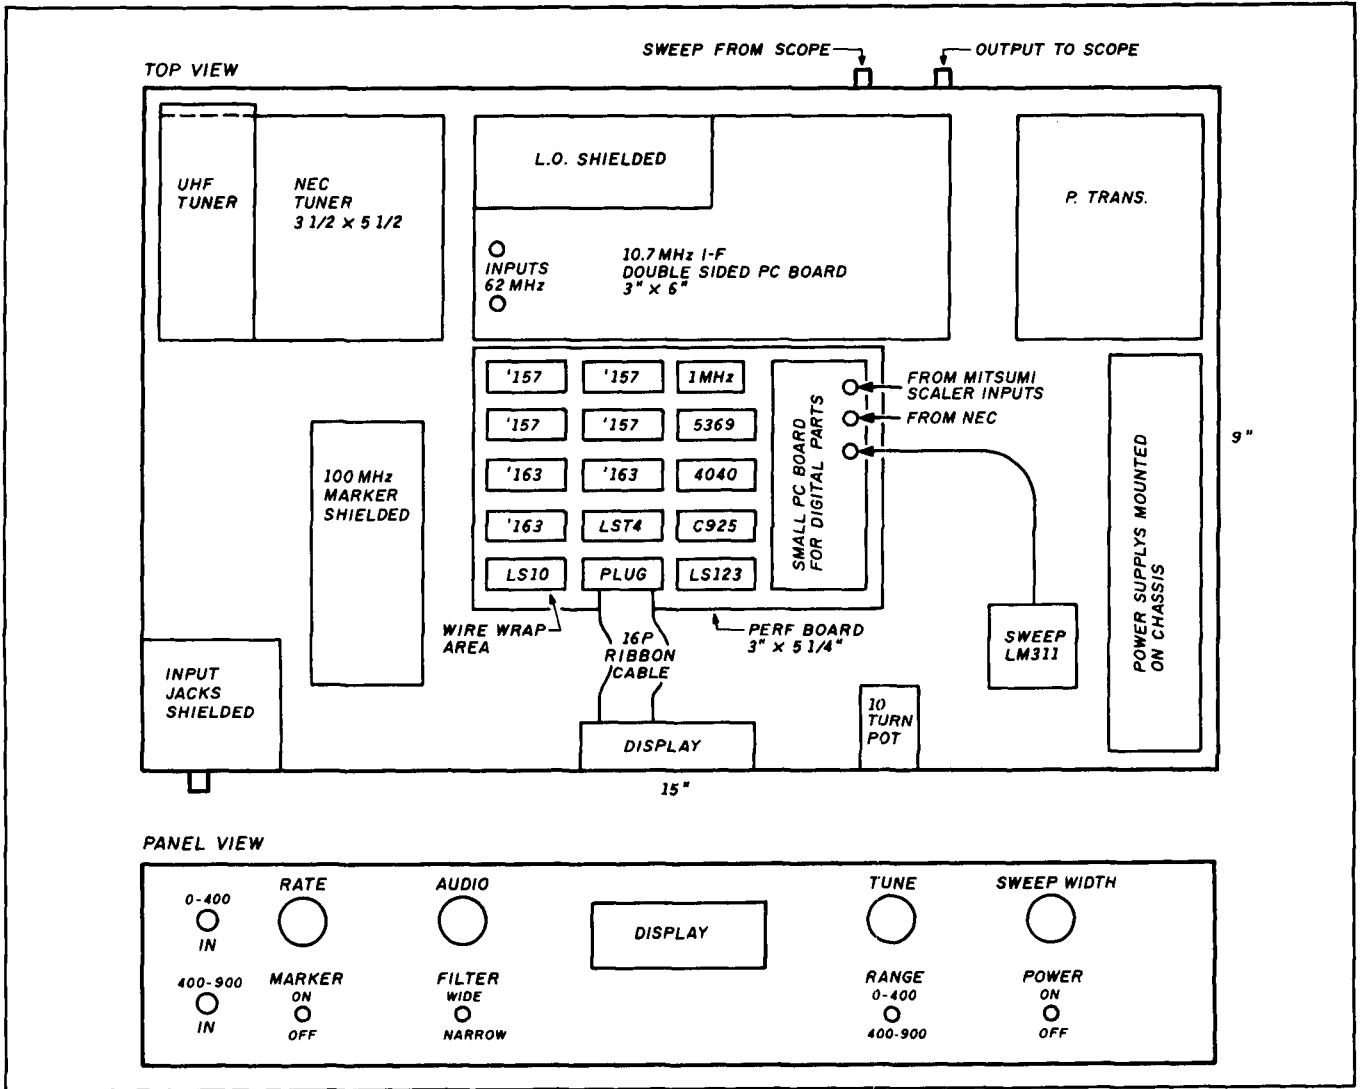 SWEEP FROM SCOPE
OUTPUT TO SCOPE
TOP VIEW
UHF
TUNER
NEC
TUNER
3 1/2 X 5 1/2
L.O. SHIELDED
INPUTS
62 MHz
10.7 MHz I-F
DOUBLE SIDED PC BOARD
3" X 6"
P. TRANS.
'157
'157
1MHz
'157
'157
5369
'163
'163
4040
'163
LST4
C925
LS10
PLUG
LS123
SMALL PC BOARD
FOR DIGITAL PARTS
FROM MITSUMI
SCALER INPUTS
FROM NEC
100 MHz
MARKER
SHIELDED
POWER SUPPLYS MOUNTED
ON CHASSIS
9"
WIRE WRAP
AREA
16P
RIBBON
CABLE
PERF BOARD
3" X 5 1/4"
SWEEP
LM311
INPUT
JACKS
SHIELDED
10
TURN
POT
DISPLAY
15"
PANEL VIEW
0-400
IN
RATE
AUDIO
DISPLAY
TUNE
SWEEP WIDTH
400-900
IN
MARKER
ON
OFF
FILTER
WIDE
NARROW
RANGE
0-400
400-900
POWER
ON
OFF